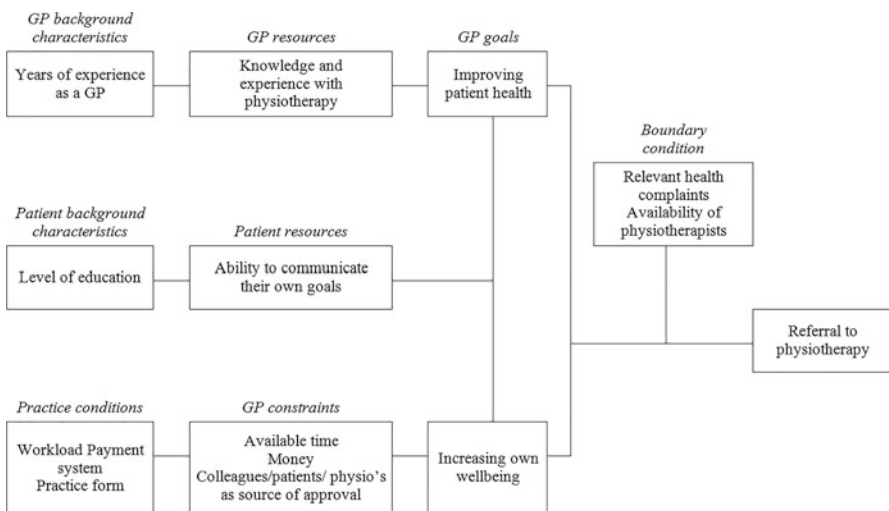 GP background
characteristics
GP resources
GP goals
Years of experience
as a GP
Knowledge and
experience with
physiotherapy
Improving
patient health
Boundary
condition
Relevant health
complaints
Availability of
physiotherapists
Patient background
characteristics
Patient resources
Level of education
Ability to communicate
their own goals
Referral to
physiotherapy
Practice conditions
GP constraints
Workload Payment
system
Practice form
Available time
Money
Colleagues/patients/ physio’s
as source of approval
Increasing own
wellbeing